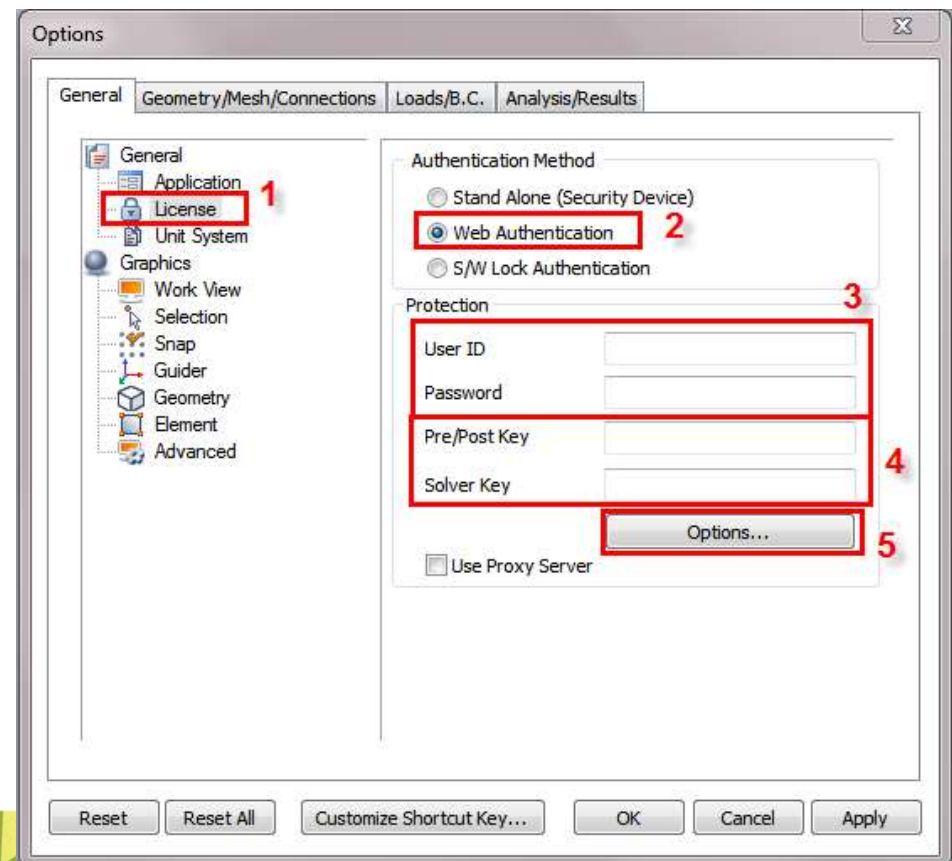 Options
General
Geometry/Mesh/Connections
Loads/B.C.
Analysis/Results
General
Application
License
1
Unit System
Graphics
Work View
Selection
Snap
Guider
Geometry
Element
Advanced
Authentication Method
Stand Alone (Security Device)
Web Authentication
2
S/W Lock Authentication
Protection
3
User ID
Password
Pre/Post Key
4
Solver Key
Options...
5
Use Proxy Server
Reset
Reset All
Customize Shortcut Key...
OK
Cancel
Apply